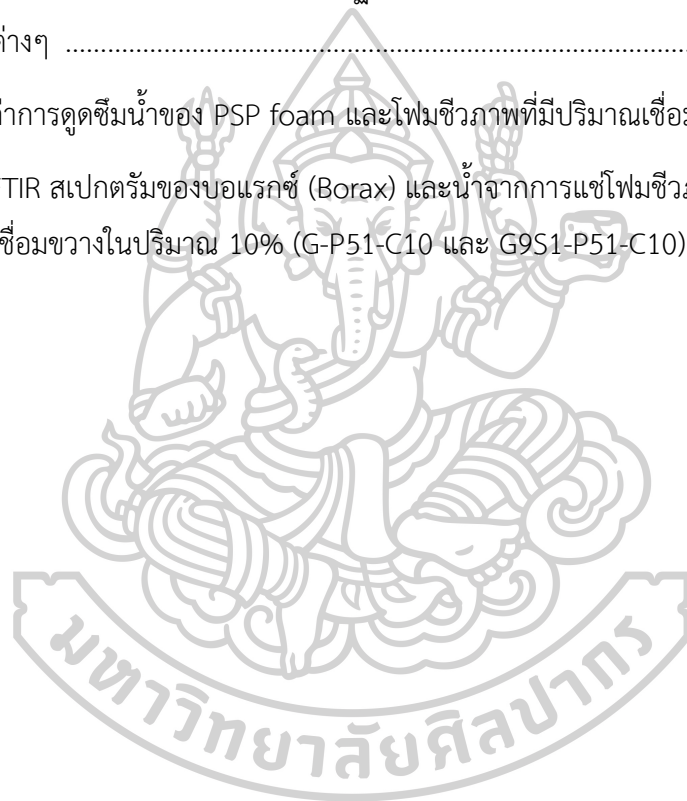 ต่างๆ ....................................................................................................
ค่าการดูดซึมน้ำของ PSP foam และโฟมชีวภาพที่มีปริมาณเชื่อม
FTIR สเปกตรัมของบอแรกซ์ (Borax) และน้ำจากการแช่โฟมชีวภ
เชื่อมขวางในปริมาณ 10% (G-P51-C10 และ G9S1-P51-C10)
มหาวิทยาลัยศิลปากร